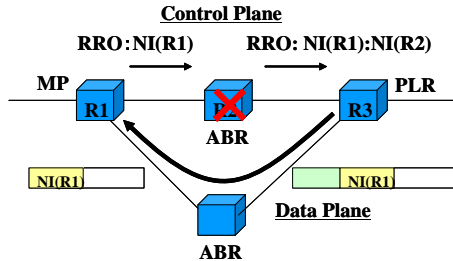 Control Plane
RRO:NI(R1)
RRO: NI(R1):NI(R2)
MP
PLR
R1
R2
R3
ABR
NI(R1)
NI(R1)
Data Plane
ABR